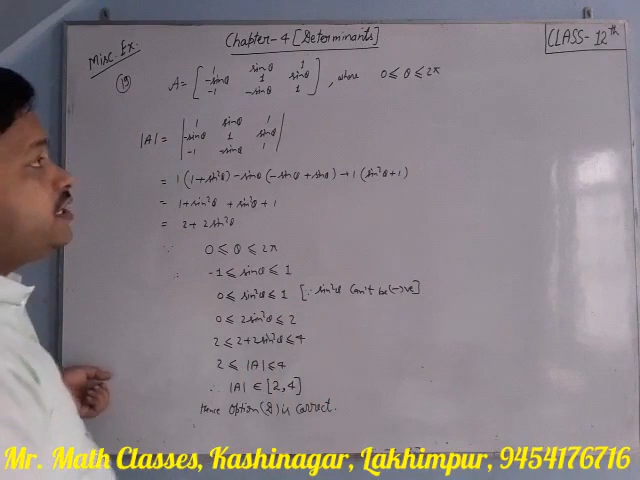 Misc. Ex.
Chapter-4 [Determinants]
CLASS-12th
(19) A = [ 1 sinθ 1
-sinθ 1 sinθ
-1 -sinθ 1 ], where 0 ≤ θ ≤ 2π
|A| = | 1 sinθ 1
-sinθ 1 sinθ
-1 -sinθ 1 |
= 1 (1+sin²θ) - sinθ (-sinθ + sinθ) + 1 (sin²θ+1)
= 1+sin²θ + sin²θ + 1
= 2+ 2sin²θ
∵ 0 ≤ θ ≤ 2π
∴ -1 ≤ sinθ ≤ 1
0 ≤ sin²θ ≤ 1 [∵ sin²θ Can't be (-)ve]
0 ≤ 2sin²θ ≤ 2
2 ≤ 2+2sin²θ ≤ 4
2 ≤ |A| ≤ 4
∴ |A| ∈ [2,4]
Hence option is correct.
Mr. Math Classes, Kashinagar, Lakhimpur, 9454176716